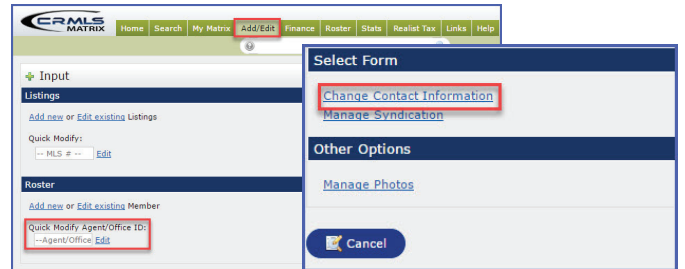 CRMLS
MATRIX
Home Search My Matrix Add/Edit Finance Roster Stats Realist Tax Links Help
Input
Listings
Add new or Edit existing Listings
Quick Modify:
-- MLS # -- Edit
Roster
Add new or Edit existing Member
Quick Modify Agent/Office ID:
--Agent/Office Edit
Select Form
Change Contact Information
Manage Syndication
Other Options
Manage Photos
Cancel